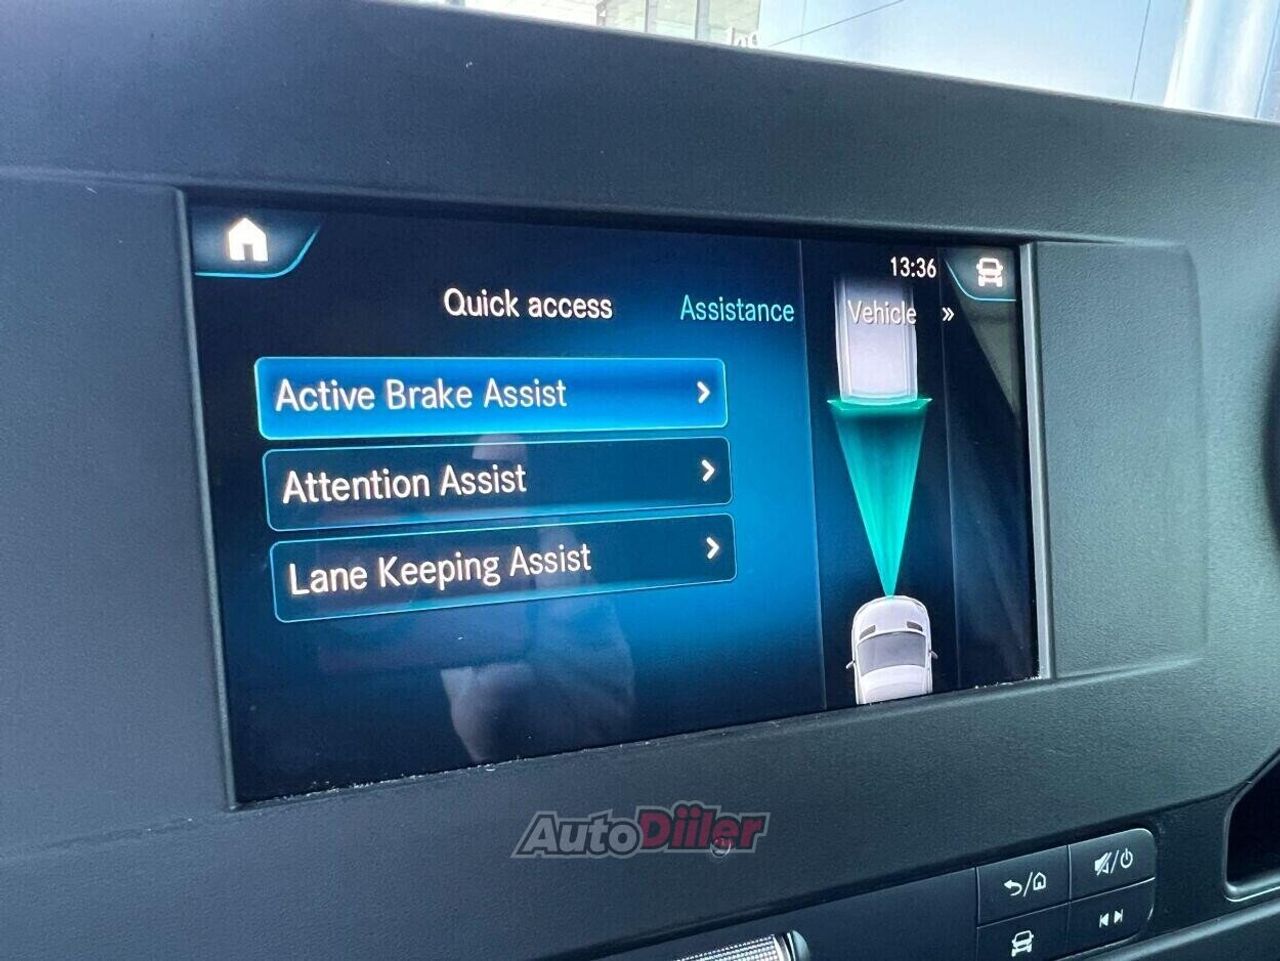 13:36
Quick access Assistance Vehicle »
Active Brake Assist
Attention Assist
Lane Keeping Assist
AutoDiiler